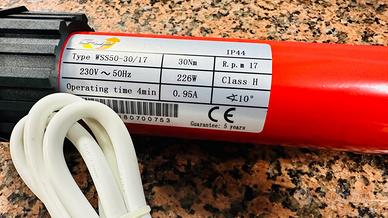 IP44
Type WSS50-30/17 30Nm R.p.m 17
230V ～ 50Hz 226W Class H
Operating time 4min 0.95A ∢10°
80700753 CE
Guarantee: 5 years